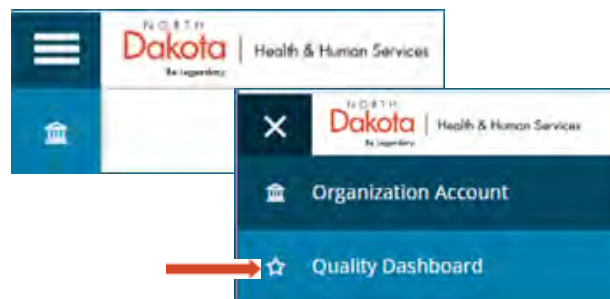 NORTH
Dakota | Health & Human Services
Be Legendary.
NORTH
Dakota | Health & Human Services
Be Legendary.
Organization Account
Quality Dashboard